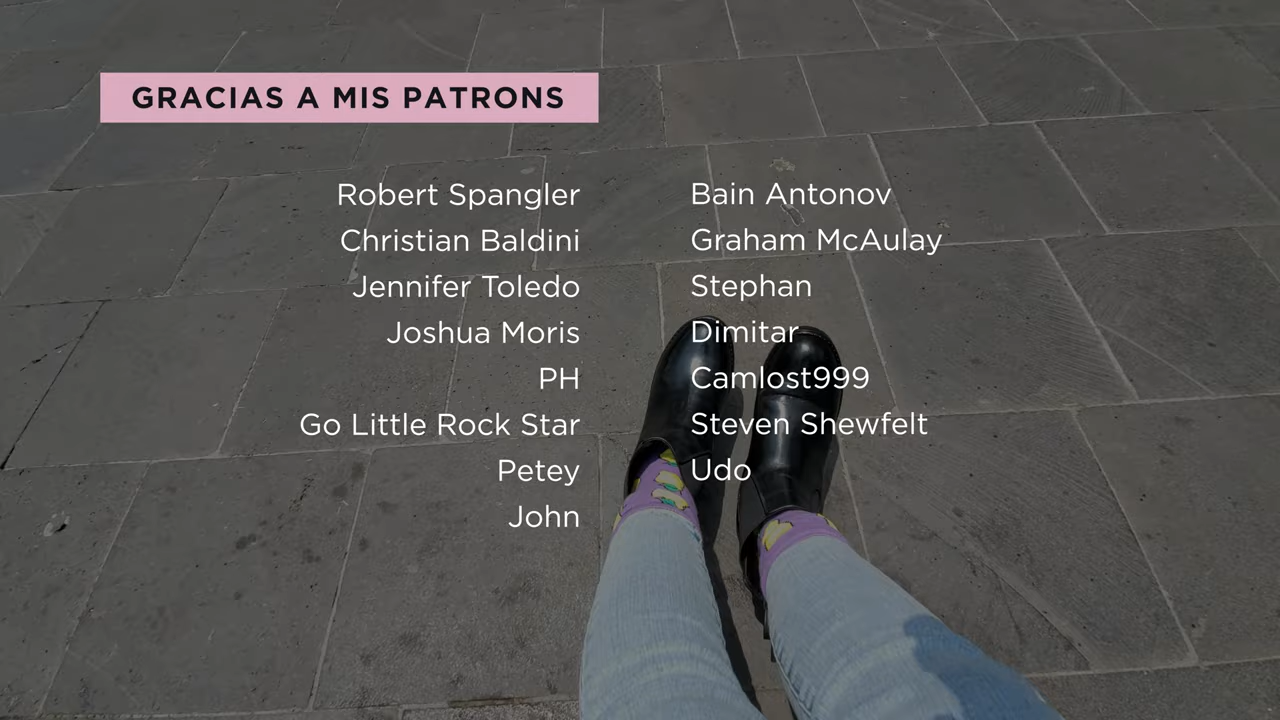 GRACIAS A MIS PATRONS
Robert Spangler
Christian Baldini
Jennifer Toledo
Joshua Moris
PH
Go Little Rock Star
Petey
John
Bain Antonov
Graham McAulay
Stephan
Dimitar
Camlost999
Steven Shewfelt
Udo